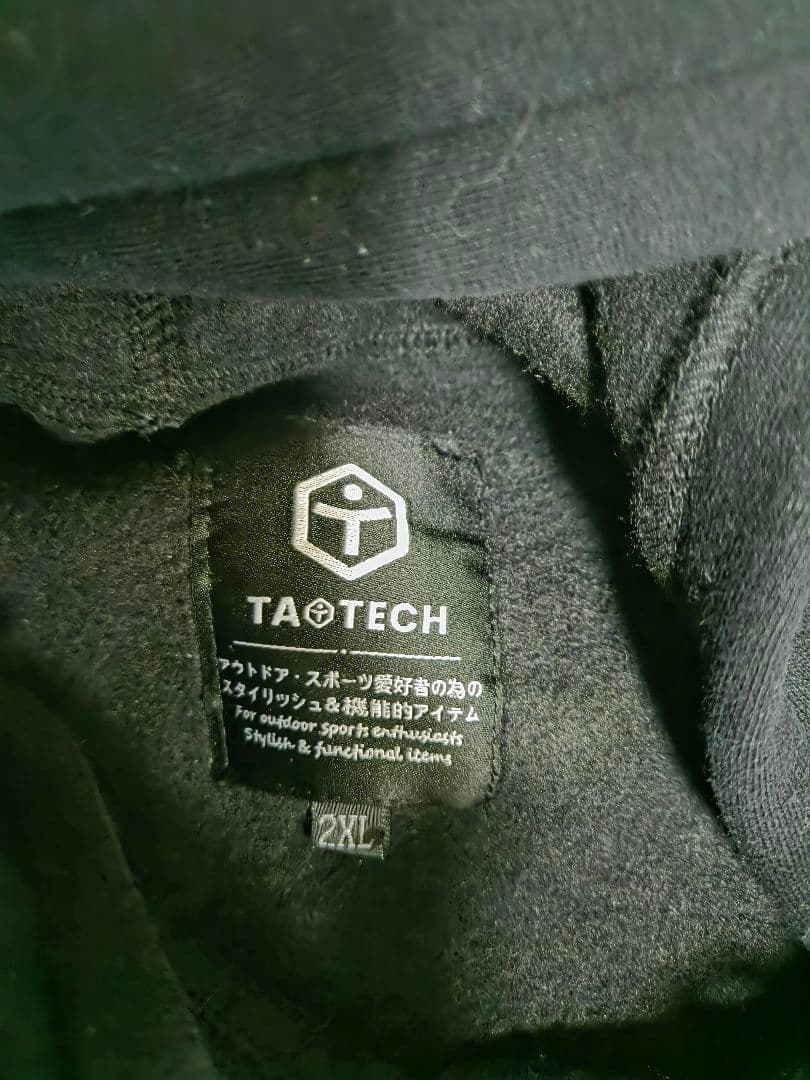 TAOTECH
アウトドア・スポーツ愛好者の為の
スタイリッシュ&機能的アイテム
For outdoor sports enthusiasts
Stylish & functional items
2XL